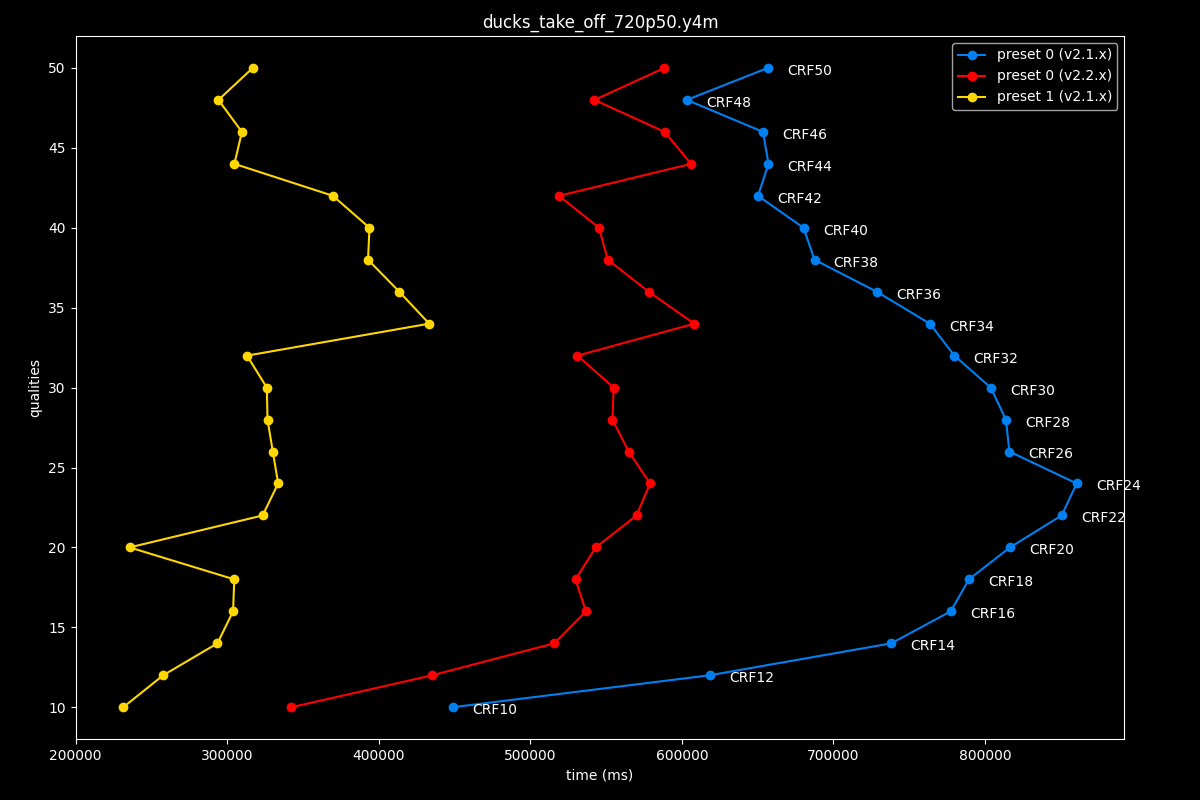 ducks_take_off_720p50.y4m
preset 0 (v2.1.x)
preset 0 (v2.2.x)
preset 1 (v2.1.x)
qualities
50
45
40
35
30
25
20
15
10
CRF50
CRF48
CRF46
CRF44
CRF42
CRF40
CRF38
CRF36
CRF34
CRF32
CRF30
CRF28
CRF26
CRF24
CRF22
CRF20
CRF18
CRF16
CRF14
CRF12
CRF10
200000 300000 400000 500000 600000 700000 800000
time (ms)